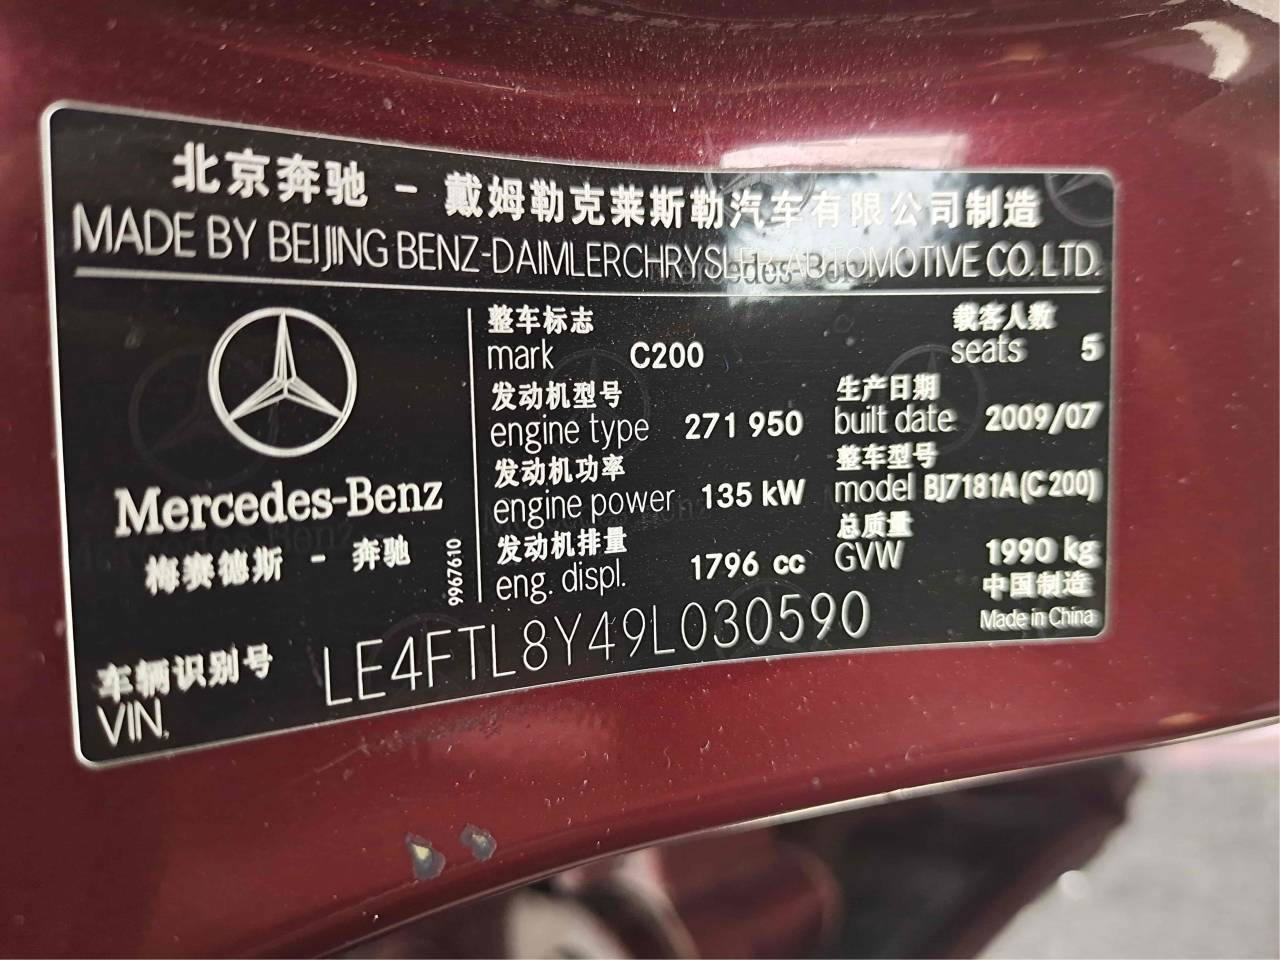 北京奔驰 - 戴姆勒克莱斯勒汽车有限公司制造
MADE BY BEIJING BENZ-DAIMLERCHRYSLER AUTOMOTIVE CO. LTD.
Mercedes-Benz
整车标志 载客人数
mark C200 seats 5
发动机型号 生产日期
engine type 271 950 built date 2009/07
发动机功率 整车型号
engine power 135 kW model BJ7181A(C 200)
发动机排量 总质量
eng. displ. 1796 cc GVW 1990 kg
Mercedes-Benz
梅赛德斯 - 奔驰
9967610
中国制造
Made in China
车辆识别号
VIN. LE4FTL8Y49L030590